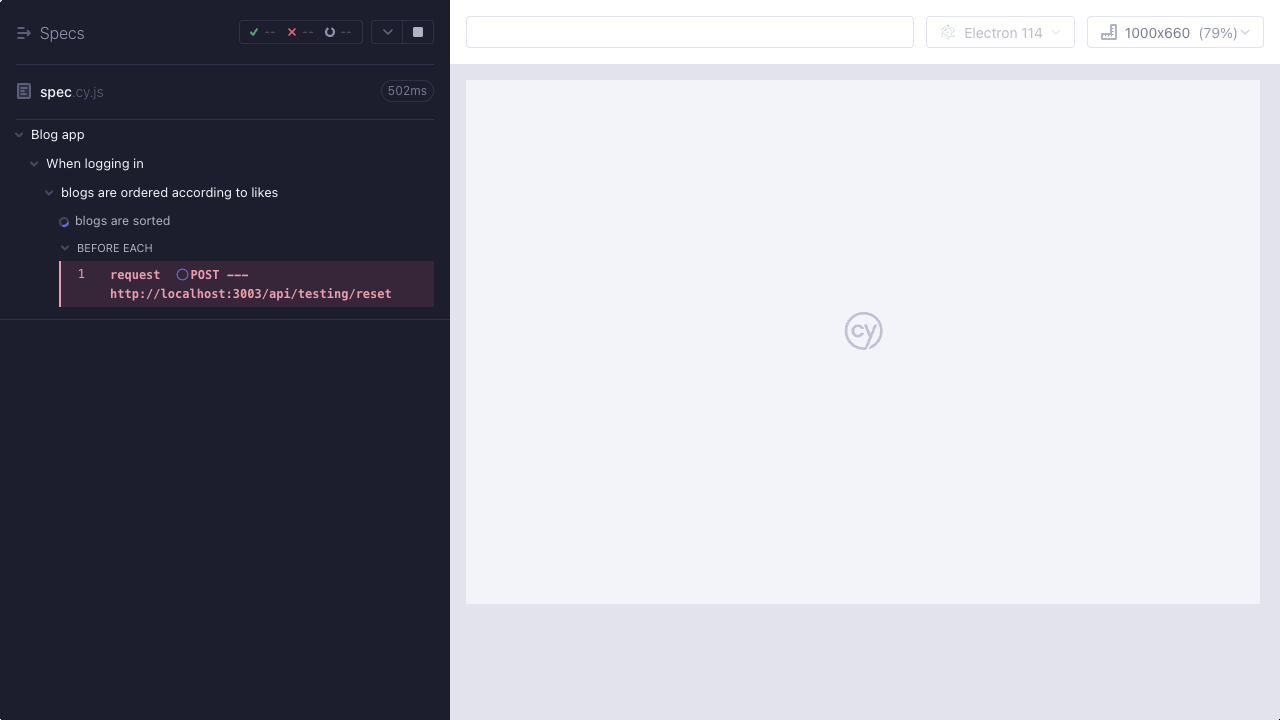 Specs
-- -- --
Electron 114
1000x660 (79%)
spec.cy.js
502ms
Blog app
When logging in
blogs are ordered according to likes
blogs are sorted
BEFORE EACH
1 request POST ---
http://localhost:3003/api/testing/reset
cy